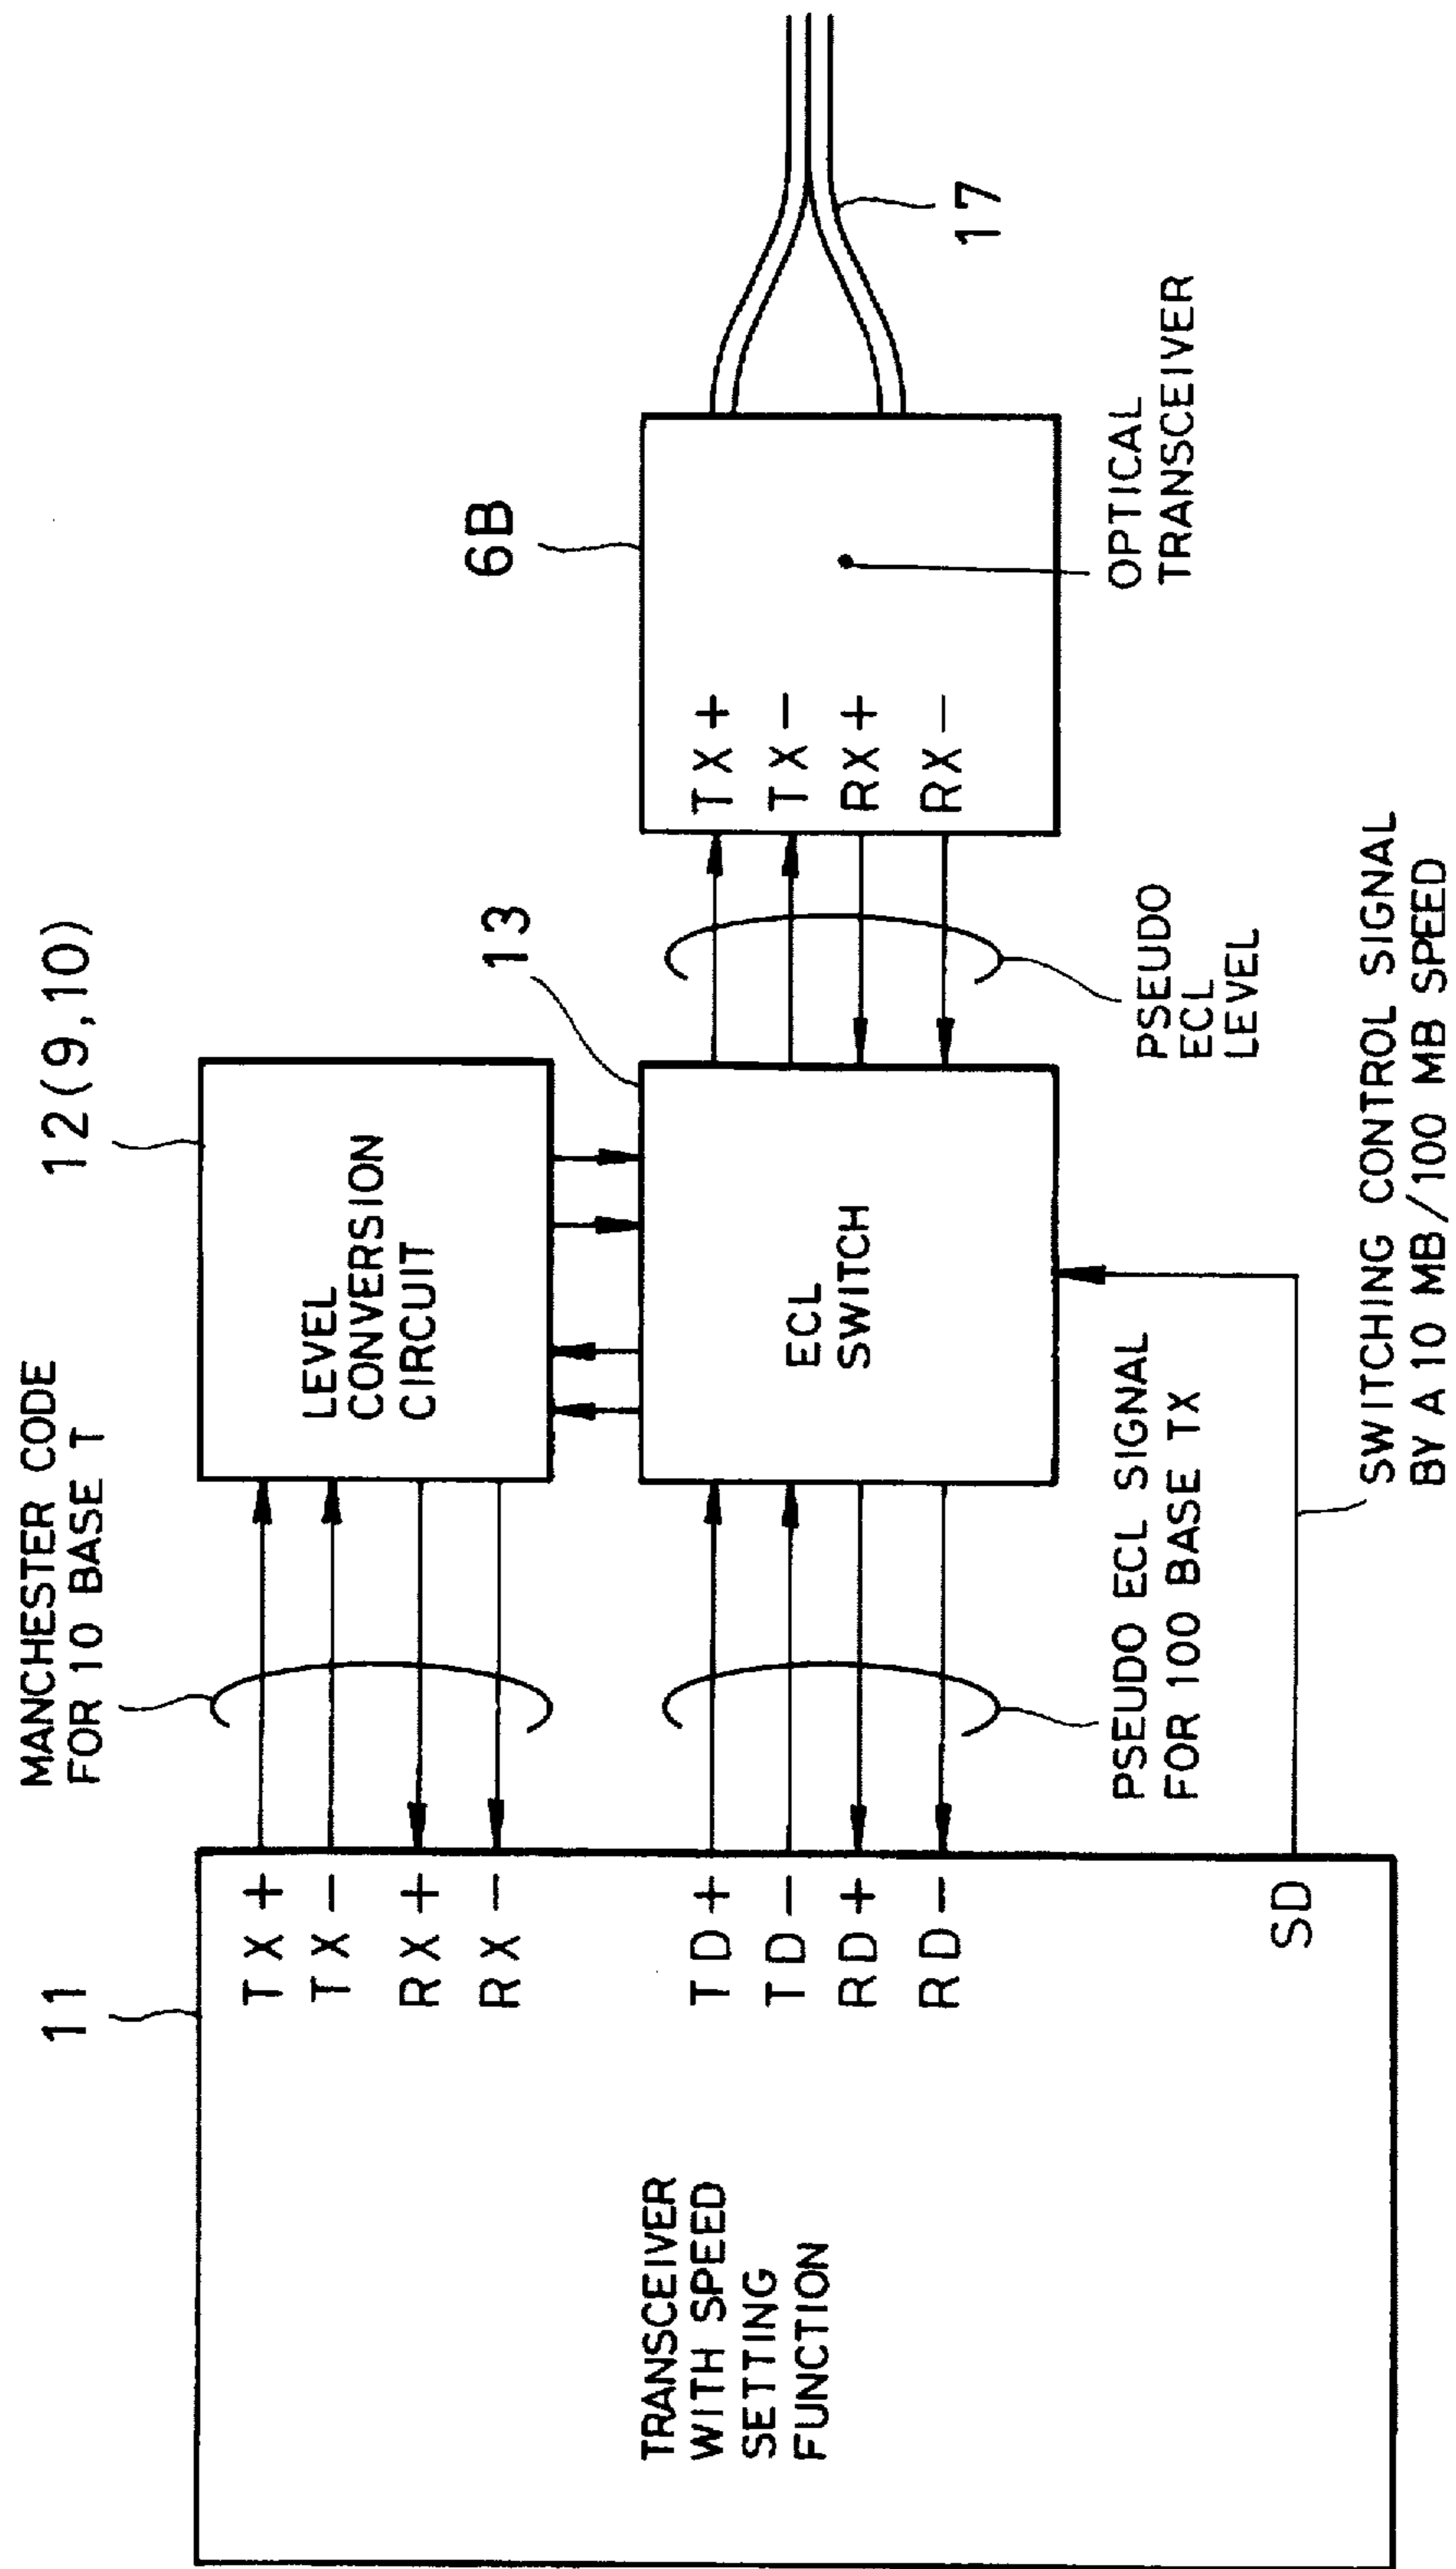 11
12(9,10)
13
6B
17
MANCHESTER CODE
FOR 10 BASE T
TX+
TX-
RX+
RX-
TD+
TD-
RD+
RD-
SD
TRANSCEIVER
WITH SPEED
SETTING
FUNCTION
LEVEL
CONVERSION
CIRCUIT
ECL
SWITCH
TX+
TX-
RX+
RX-
PSEUDO ECL SIGNAL
FOR 100 BASE TX
PSEUDO
ECL
LEVEL
OPTICAL
TRANSCEIVER
SWITCHING CONTROL SIGNAL
BY A 10 MB/100 MB SPEED